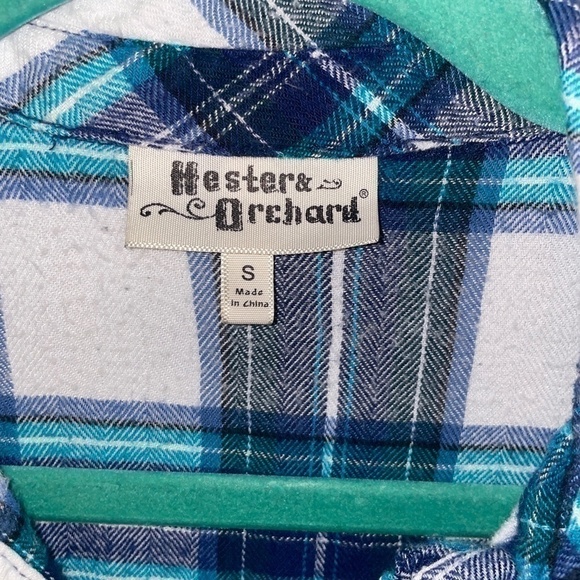 Hester &
Orchard®
S
Made
in China